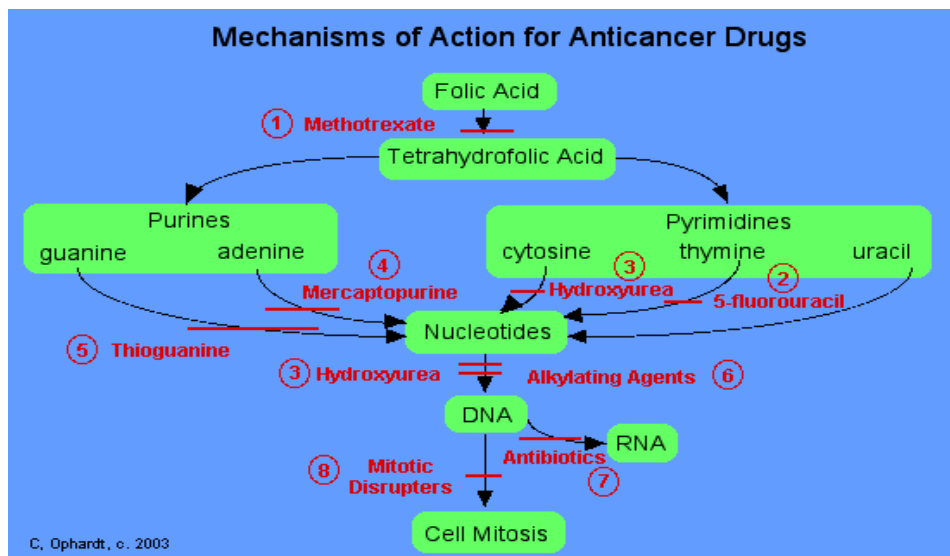 Mechanisms of Action for Anticancer Drugs
Folic Acid
1 Methotrexate
Tetrahydrofolic Acid
Purines
guanine adenine
Pyrimidines
cytosine thymine uracil
4
Mercaptopurine
3
Hydroxyurea
2
5-fluorouracil
Nucleotides
5 Thioguanine
3 Hydroxyurea
Alkylating Agents 6
DNA
RNA
Antibiotics
7
8 Mitotic
Disrupters
Cell Mitosis
C, Ophardt, c. 2003